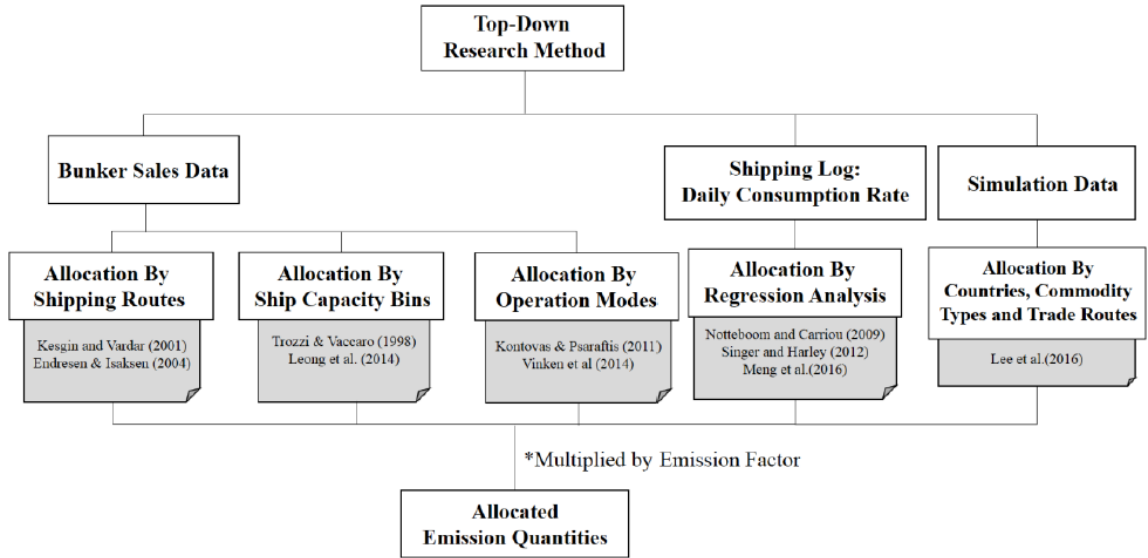 Top-Down
Research Method
Bunker Sales Data
Shipping Log:
Daily Consumption Rate
Simulation Data
Allocation By
Shipping Routes
Kesgin and Vardar (2001)
Endresen & Isaksen (2004)
Allocation By
Ship Capacity Bins
Trozzi & Vaccaro (1998)
Leong et al. (2014)
Allocation By
Operation Modes
Kontovas & Psaraftis (2011)
Vinken et al (2014)
Allocation By
Regression Analysis
Notteboom and Carriou (2009)
Singer and Harley (2012)
Meng et al.(2016)
Allocation By
Countries, Commodity
Types and Trade Routes
Lee et al.(2016)
*Multiplied by Emission Factor
Allocated
Emission Quantities